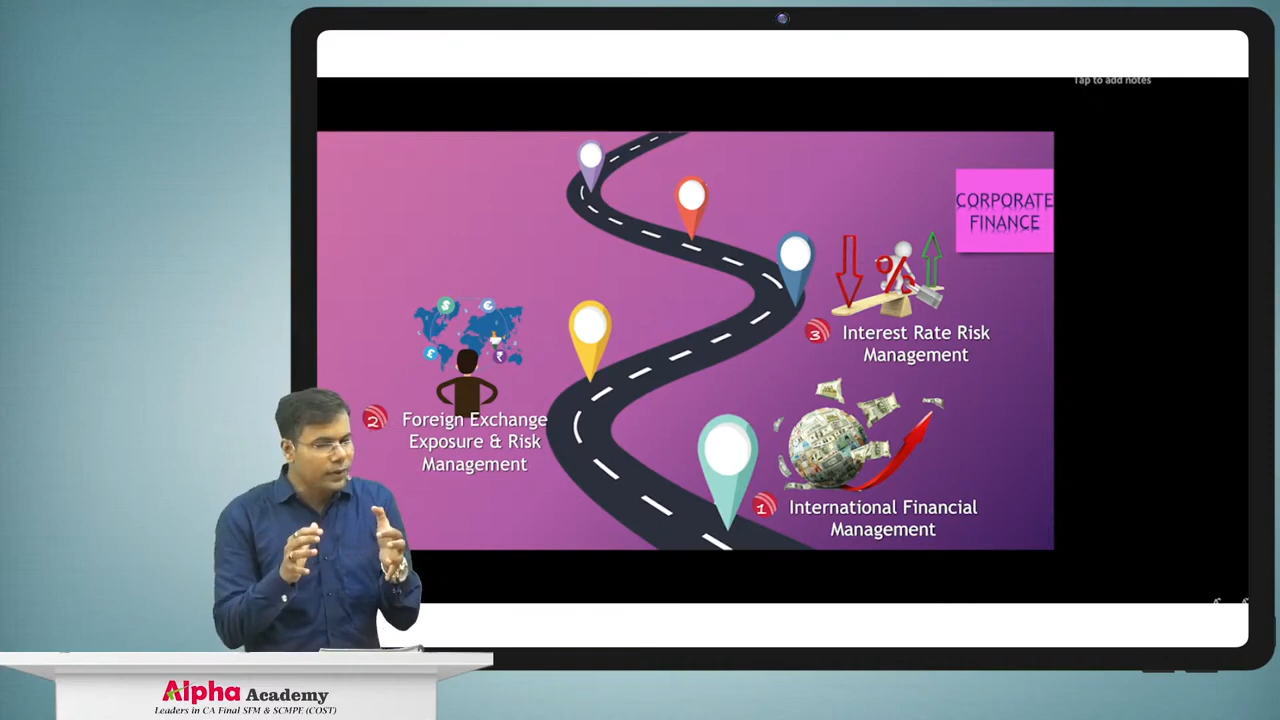 Tap to add notes
CORPORATE
FINANCE
3
Interest Rate Risk
Management
2
Foreign Exchange
Exposure & Risk
Management
1
International Financial
Management
Alpha Academy
Leaders in CA Final SFM & SCMPE (COST)